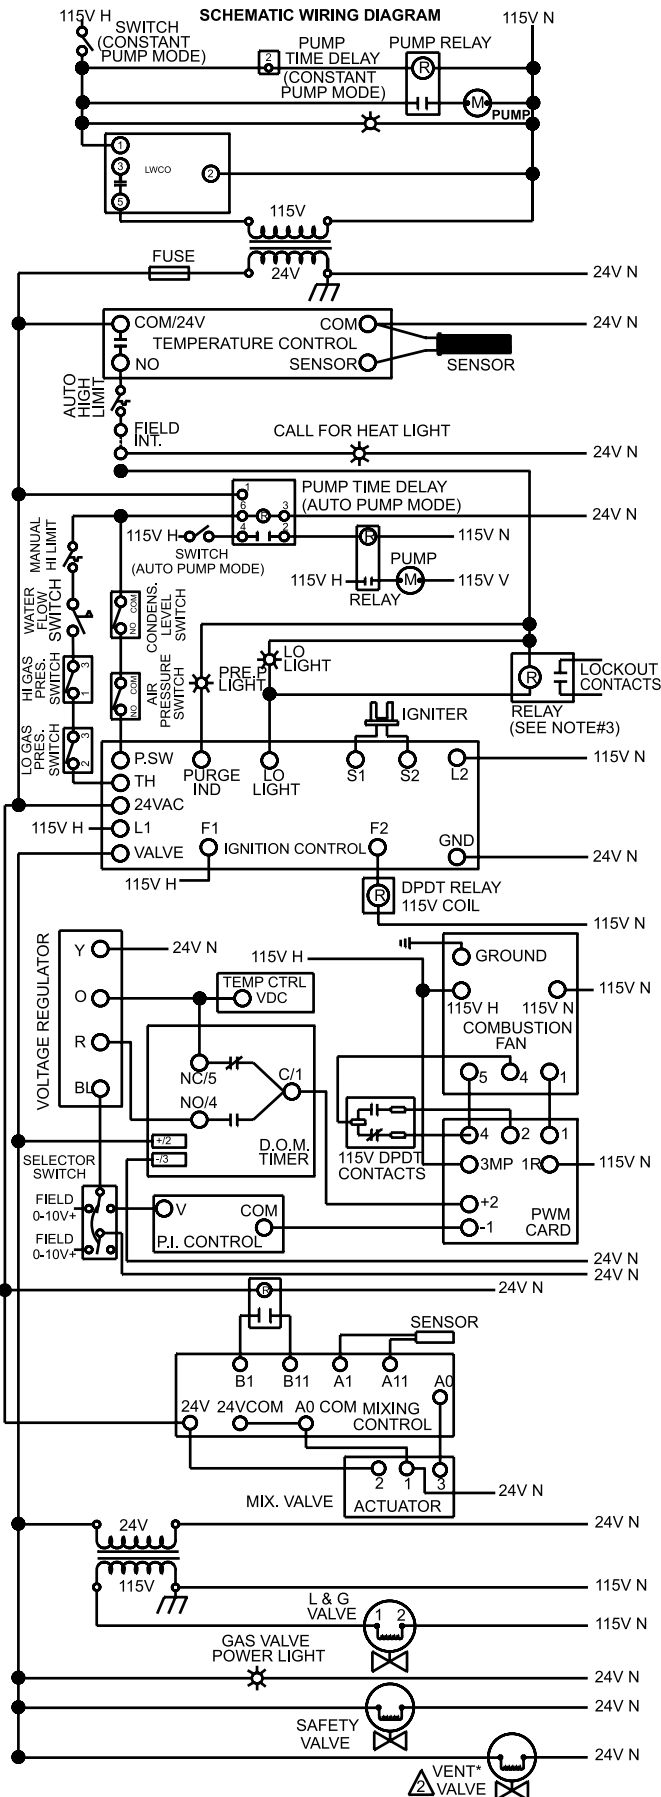 SCHEMATIC WIRING DIAGRAM
115V H
115V N
SWITCH
(CONSTANT
PUMP MODE)
PUMP
TIME DELAY
(CONSTANT
PUMP MODE)
2
PUMP RELAY
R
M
PUMP
1
3
LWCO
2
5
115V
24V
FUSE
24V N
COM/24V
COM
24V N
TEMPERATURE CONTROL
NO
SENSOR
SENSOR
AUTO
HIGH
LIMIT
FIELD
INT.
CALL FOR HEAT LIGHT
24V N
1
PUMP TIME DELAY
(AUTO PUMP MODE)
6
R
3
24V N
4
2
115V H
SWITCH
(AUTO PUMP MODE)
R
115V N
PUMP
115V H
M
115V V
RELAY
MANUAL
HI LIMIT
WATER
FLOW
SWITCH
HI GAS
PRES.
SWITCH
3
1
LO GAS
PRES.
SWITCH
3
2
COM
NO
CONDENS.
LEVEL
SWITCH
COM
NO
AIR
PRESSURE
SWITCH
PRE.P
LIGHT
LO
LIGHT
R
LOCKOUT
CONTACTS
RELAY
(SEE NOTE#3)
IGNITER
P.SW
PURGE
IND
LO
LIGHT
S1
S2
L2
115V N
TH
24VAC
115V H
L1
F1
F2
VALVE
IGNITION CONTROL
GND
24V N
115V H
R
DPDT RELAY
115V COIL
115V N
VOLTAGE REGULATOR
Y
24V N
O
R
BL
TEMP CTRL
VDC
115V H
GROUND
115V H
115V N
115V N
COMBUSTION
FAN
5
4
1
NC/5
C/1
NO/4
+/2
-/3
D.O.M.
TIMER
115V DPDT
CONTACTS
4
2
1
3MP
1R
115V N
+2
-1
PWM
CARD
SELECTOR
SWITCH
FIELD
0-10V+
FIELD
0-10V+
V
COM
P.I. CONTROL
24V N
24V N
R
24V N
SENSOR
B1
B11
A1
A11
A0
24V
24VCOM
A0 COM
MIXING
CONTROL
2
1
3
MIX. VALVE
ACTUATOR
24V N
24V
24V N
115V
115V N
L & G
VALVE
1
2
115V N
GAS VALVE
POWER LIGHT
24V N
SAFETY
VALVE
24V N
2
VENT*
VALVE
24V N